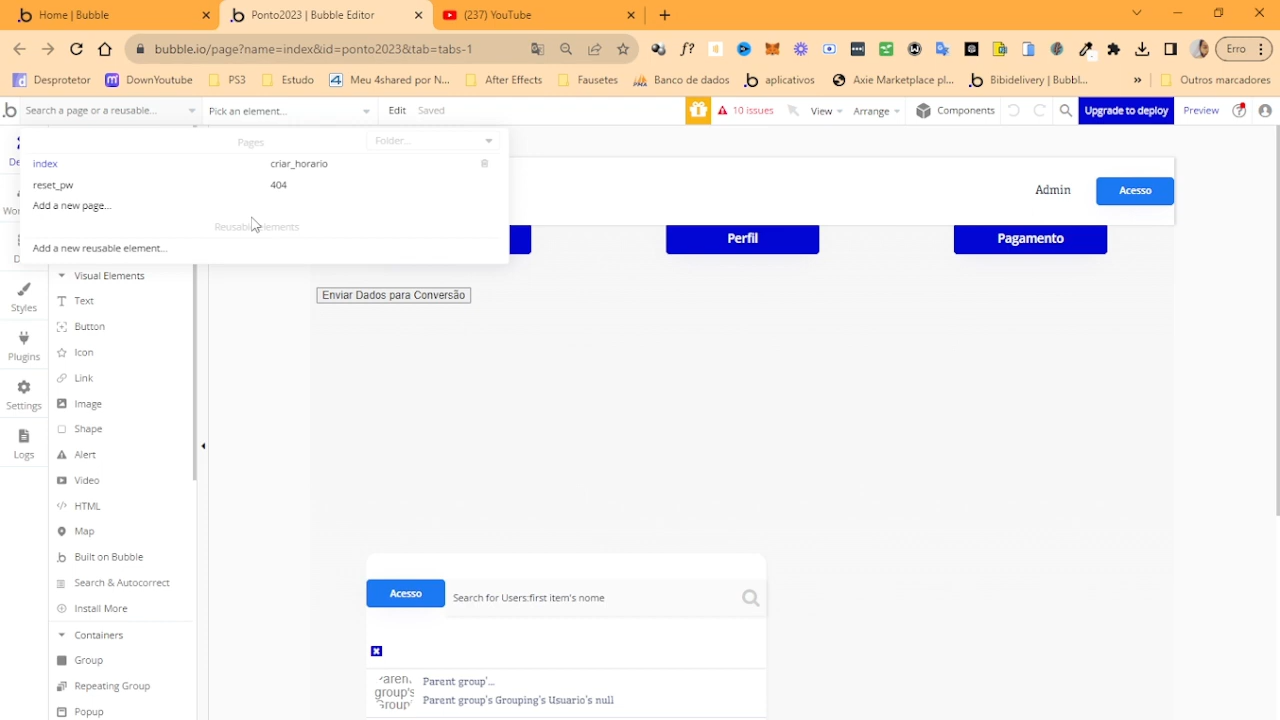 Home | Bubble
Ponto2023 | Bubble Editor
(237) YouTube
bubble.io/page?name=index&id=ponto2023&tab=tabs-1
Erro
Desprotetor
DownYoutube
PS3
Estudo
Meu 4shared por N...
After Effects
Fausetes
Banco de dados
aplicativos
Axie Marketplace pl...
Bibidelivery | Bubbl...
»
Outros marcadores
Search a page or a reusable...
Pick an element...
Edit
Saved
10 issues
View
Arrange
Components
Upgrade to deploy
Preview
Pages
Folder...
index
criar_horario
reset_pw
404
Add a new page...
Reusable elements
Add a new reusable element...
Admin
Acesso
Perfil
Pagamento
Enviar Dados para Conversão
Styles
Plugins
Settings
Logs
Visual Elements
Text
Button
Icon
Link
Image
Shape
Alert
Video
HTML
Map
Built on Bubble
Search & Autocorrect
Install More
Containers
Group
Repeating Group
Popup
Acesso
Search for Users:first item's nome
Parent group'...
Parent group's Grouping's Usuario's null